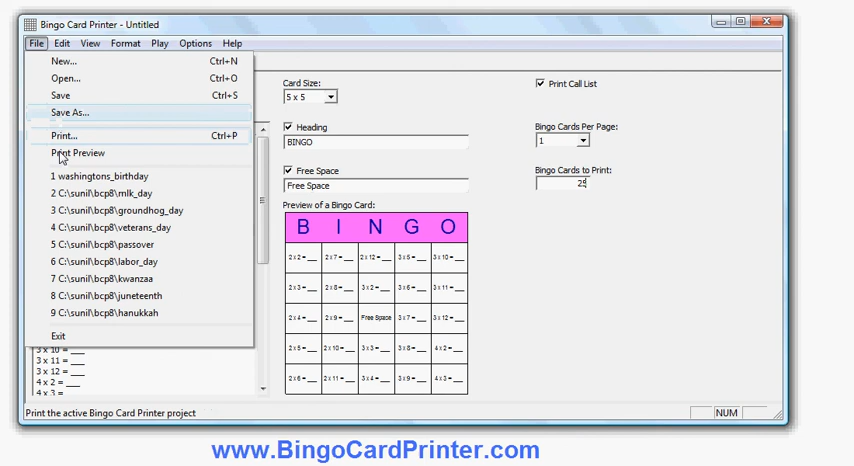 Bingo Card Printer - Untitled
File Edit View Format Play Options Help
New... Ctrl+N
Open... Ctrl+O
Save Ctrl+S
Save As...
Print... Ctrl+P
Print Preview
1 washingtons_birthday
2 C:\sunil\bcp8\mlk_day
3 C:\sunil\bcp8\groundhog_day
4 C:\sunil\bcp8\veterans_day
5 C:\sunil\bcp8\passover
6 C:\sunil\bcp8\labor_day
7 C:\sunil\bcp8\kwanzaa
8 C:\sunil\bcp8\juneteenth
9 C:\sunil\bcp8\hanukkah
Exit
3 x 10 = ___
3 x 11 = ___
3 x 12 = ___
4 x 2 = ___
4 x 3 = ___
Card Size:
5 x 5
Heading
BINGO
Free Space
Free Space
Preview of a Bingo Card:
B I N G O
2 x 2 = __ 2 x 7 = __ 2 x 12 = __ 3 x 5 = __ 3 x 10 = __
2 x 3 = __ 2 x 8 = __ 3 x 2 = __ 3 x 6 = __ 3 x 11 = __
2 x 4 = __ 2 x 9 = __ Free Space 3 x 7 = __ 3 x 12 = __
2 x 5 = __ 2 x 10 = __ 3 x 3 = __ 3 x 8 = __ 4 x 2 = __
2 x 6 = __ 2 x 11 = __ 3 x 4 = __ 3 x 9 = __ 4 x 3 = __
Print Call List
Bingo Cards Per Page:
1
Bingo Cards to Print:
25
Print the active Bingo Card Printer project
NUM
www.BingoCardPrinter.com